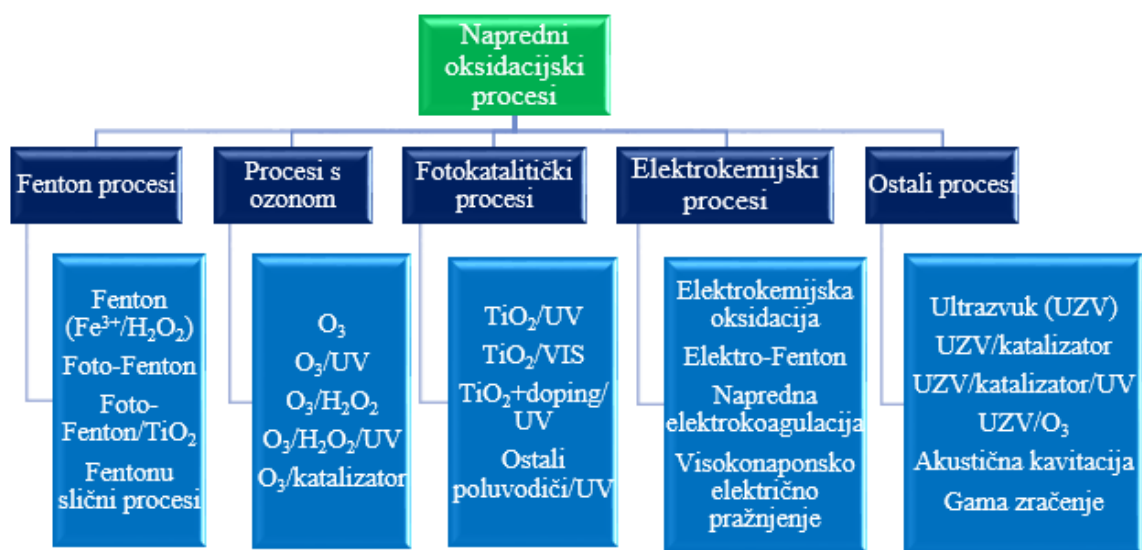 Napredni
oksidacijski
procesi
Fenton procesi
Procesi s
ozonom
Fotokatalitički
procesi
Elektrokemijski
procesi
Ostali procesi
Fenton
(Fe³⁺/H₂O₂)
Foto-Fenton
Foto-
Fenton/TiO₂
Fentonu
slični procesi
O₃
O₃/UV
O₃/H₂O₂
O₃/H₂O₂/UV
O₃/katalizator
TiO₂/UV
TiO₂/VIS
TiO₂+doping/
UV
Ostali
poluvodiči/UV
Elektrokemijska
oksidacija
Elektro-Fenton
Napredna
elektrokoagulacija
Visokonaponsko
električno
pražnjenje
Ultrazvuk (UZV)
UZV/katalizator
UZV/katalizator/UV
UZV/O₃
Akustična kavitacija
Gama zračenje